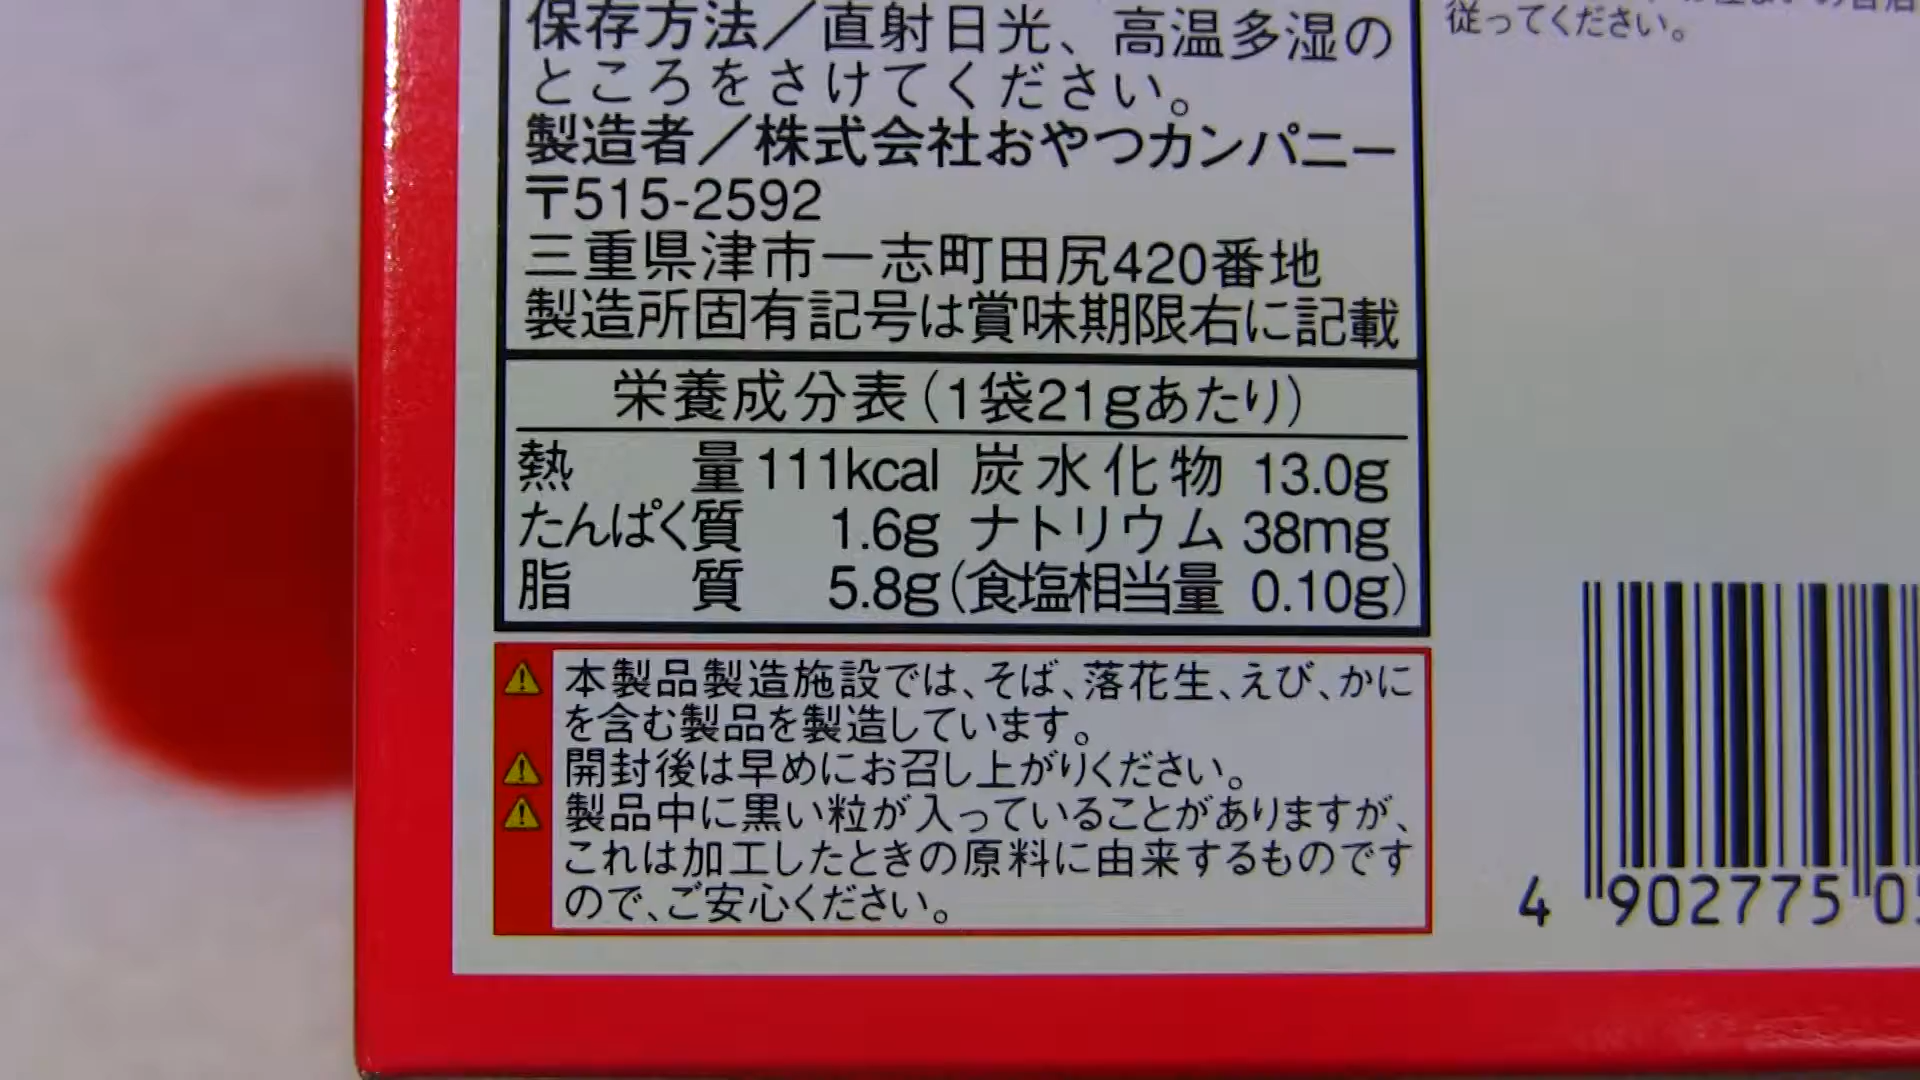 保存方法／直射日光、高温多湿の
ところをさけてください。
製造者／株式会社おやつカンパニー
〒515-2592
三重県津市一志町田尻420番地
製造所固有記号は賞味期限右に記載
栄養成分表(1袋21gあたり)
熱量 111kcal 炭水化物 13.0g
たんぱく質 1.6g ナトリウム 38mg
脂質 5.8g(食塩相当量 0.10g)
本製品製造施設では、そば、落花生、えび、かに
を含む製品を製造しています。
開封後は早めにお召し上がりください。
製品中に黒い粒が入っていることがありますが、
これは加工したときの原料に由来するものです
ので、ご安心ください。
従ってください。
4 902775 0